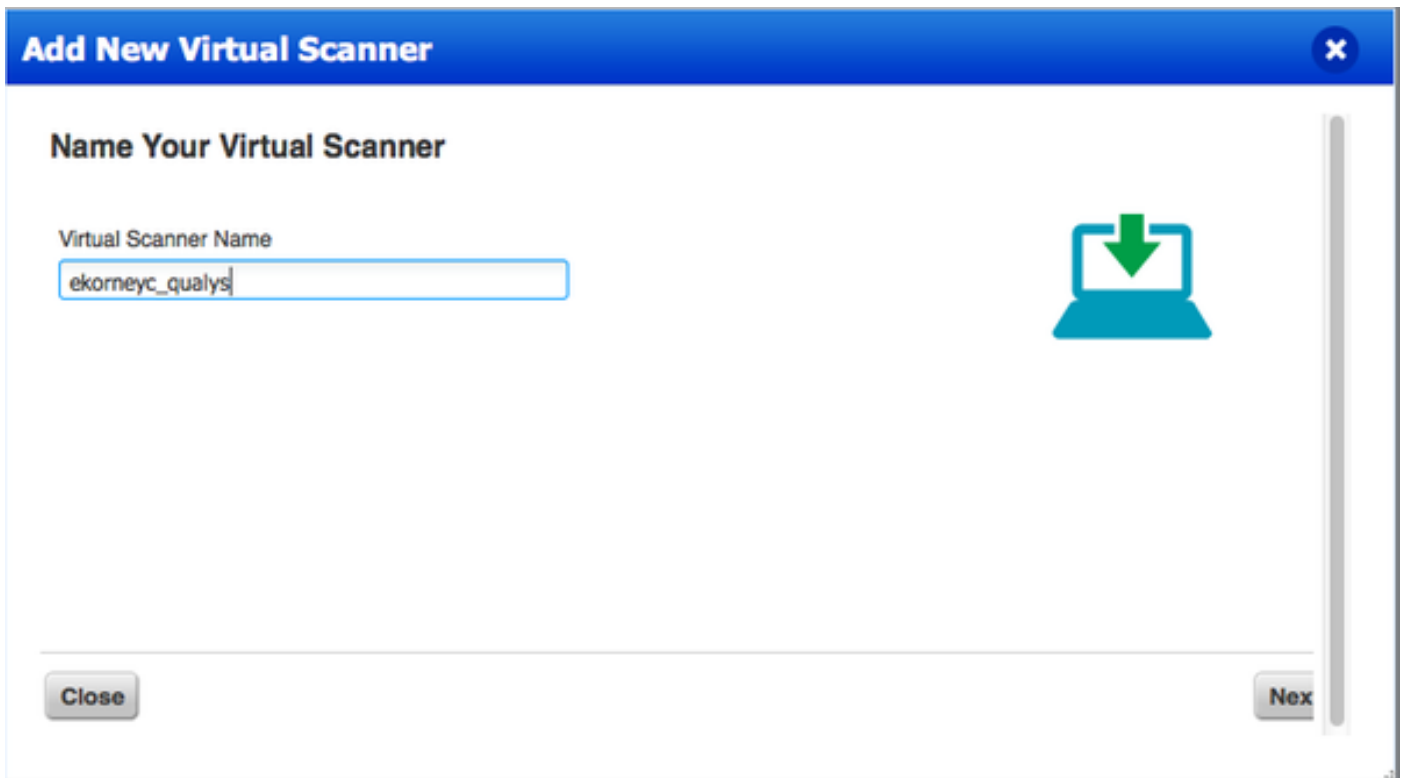 Add New Virtual Scanner
Name Your Virtual Scanner
Virtual Scanner Name
ekorneyc_qualys
Close
Nex